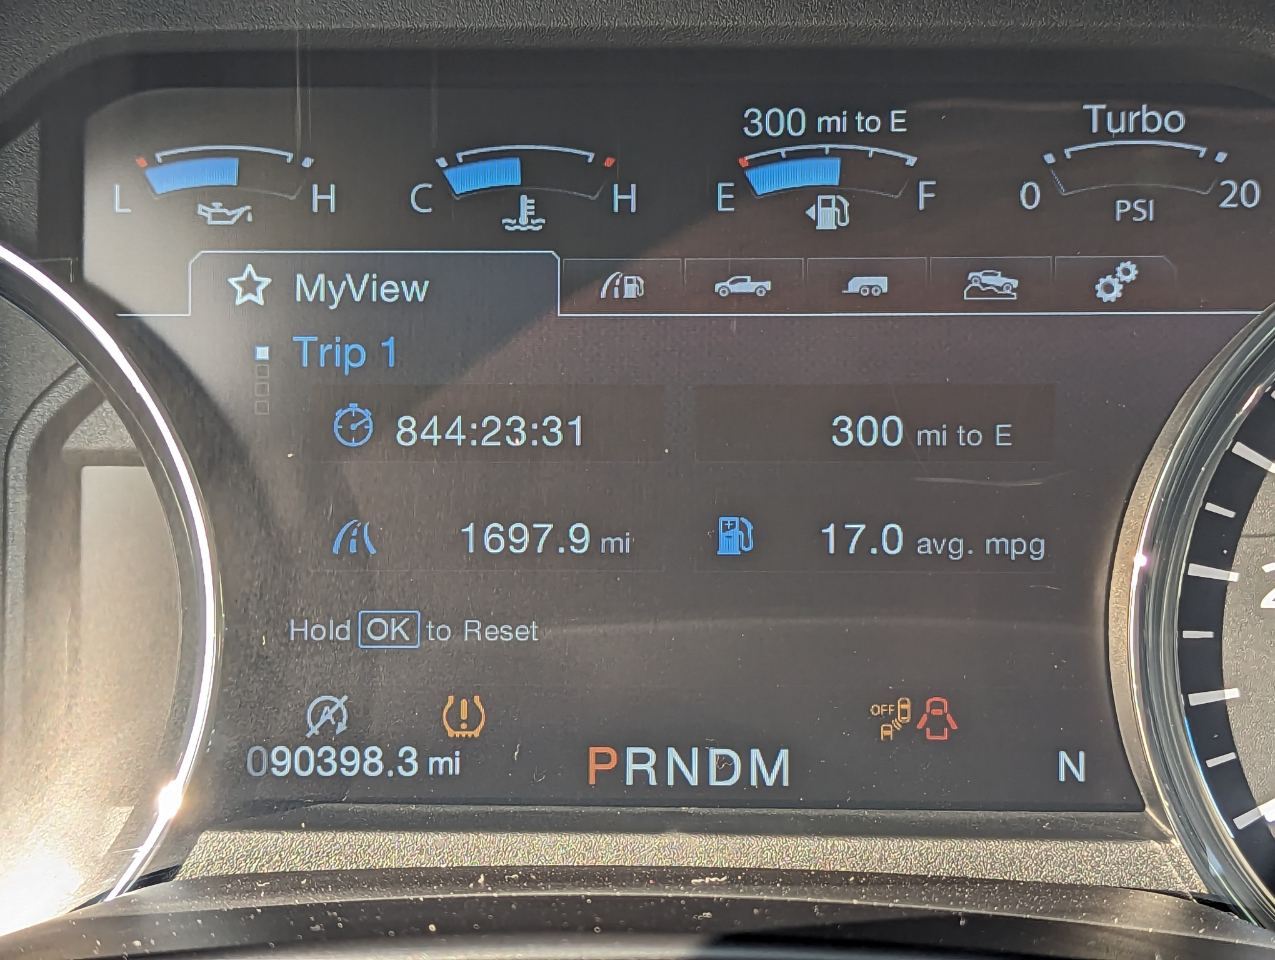 300 mi to E
Turbo
L H
C H
E F
0 20
PSI
MyView
Trip 1
844:23:31
300 mi to E
1697.9 mi
17.0 avg. mpg
Hold OK to Reset
A
OFF
090398.3 mi
PRNDM
N